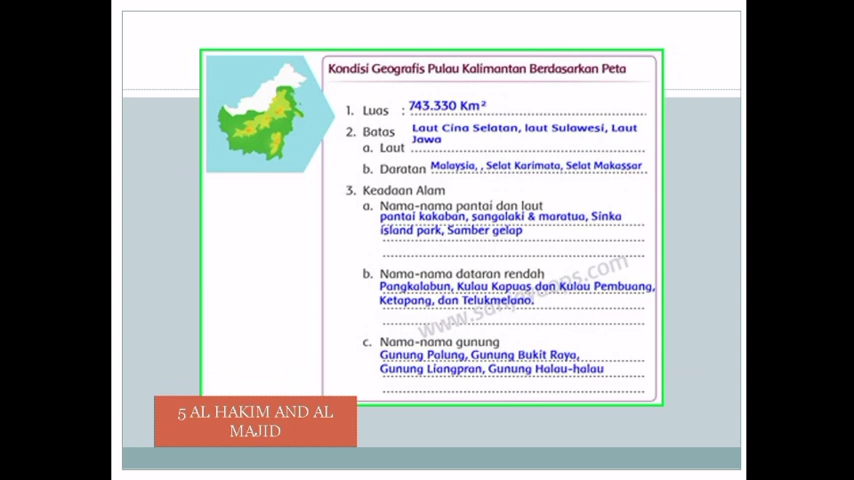 Kondisi Geografis Pulau Kalimantan Berdasarkan Peta
1. Luas : 743.330 Km²
2. Batas Laut Cina Selatan, laut Sulawesi, Laut
a. Laut Jawa
b. Daratan Malaysia, , Selat Karimata, Selat Makassar
3. Keadaan Alam
a. Nama-nama pantai dan laut
pantai kakaban, sangalaki & maratua, Sinka
island park, Samber gelap
b. Nama-nama dataran rendah
Pangkalabun, Kulau Kapuas dan Kulau Pembuang,
Ketapang, dan Telukmelano.
c. Nama-nama gunung
Gunung Palung, Gunung Bukit Raya,
Gunung Liangpran, Gunung Halau-halau
5 AL HAKIM AND AL
MAJID